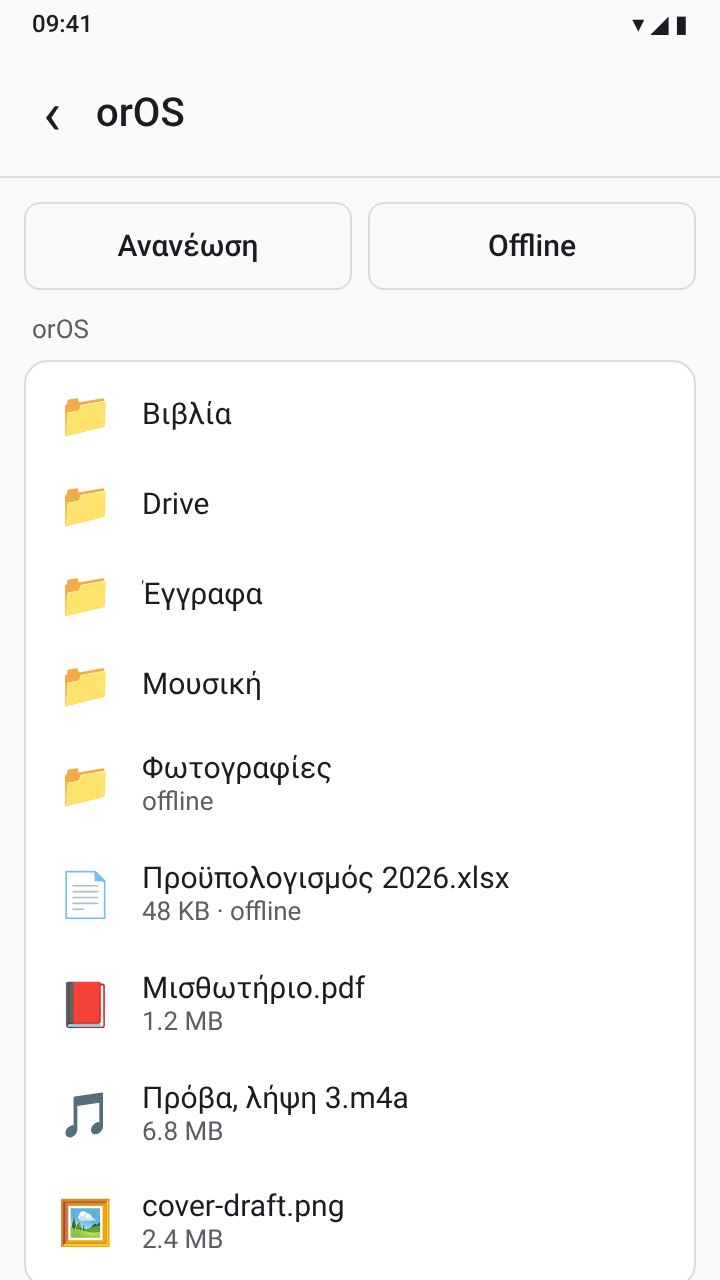 09:41
orOS
Ανανέωση
Offline
orOS
Βιβλία
Drive
Έγγραφα
Μουσική
Φωτογραφίες
offline
Προϋπολογισμός 2026.xlsx
48 KB · offline
Μισθωτήριο.pdf
1.2 MB
Πρόβα, λήψη 3.m4a
6.8 MB
cover-draft.png
2.4 MB